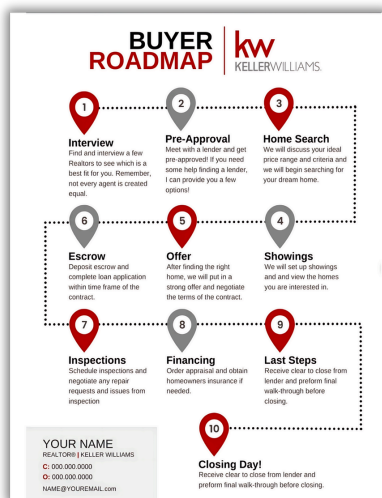 BUYER
ROADMAP
kw
KELLERWILLIAMS.
1
Interview
Find and interview a few
Realtors to see which is a
best fit for you. Remember,
not every agent is created
equal.
2
Pre-Approval
Meet with a lender and get
pre-approved! If you need
some help finding a lender,
I can provide you a few
options!
3
Home Search
We will discuss your ideal
price range and criteria and
we will begin searching for
your dream home.
4
Showings
We will set up showings
and and view the homes
you are interested in.
5
Offer
After finding the right
home, we will put in a
strong offer and negotiate
the terms of the contract.
6
Escrow
Deposit escrow and
complete loan application
within time frame of the
contract.
7
Inspections
Schedule inspections and
negotiate any repair
requests and issues from
inspection
8
Financing
Order appraisal and obtain
homeowners insurance if
needed.
9
Last Steps
Receive clear to close from
lender and preform final
walk-through before
closing.
10
Closing Day!
Receive clear to close from lender and
preform final walk-through before closing.
YOUR NAME
REALTOR® | KELLER WILLIAMS
C: 000.000.0000
O: 000.000.0000
NAME@YOUREMAIL.com